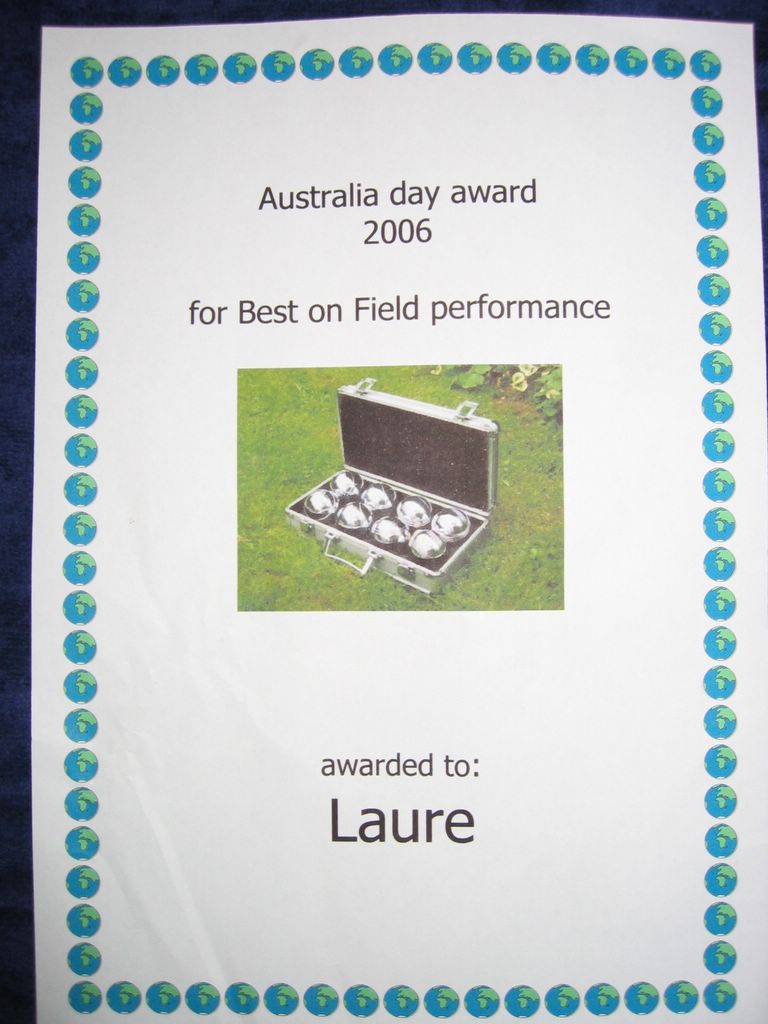 Australia day award
2006
for Best on Field performance
awarded to:
Laure